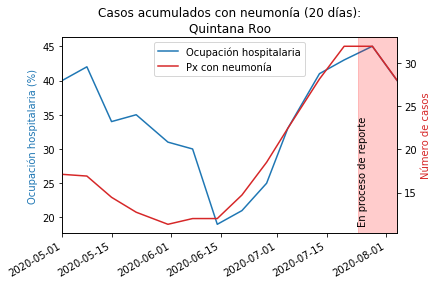 Casos acumulados con neumonía (20 días):
Quintana Roo
Ocupación hospitalaria
Px con neumonía
Ocupación hospitalaria (%)
45
40
35
30
25
20
30
25
20
15
Número de casos
En proceso de reporte
2020-05-01
2020-05-15
2020-06-01
2020-06-15
2020-07-01
2020-07-15
2020-08-01